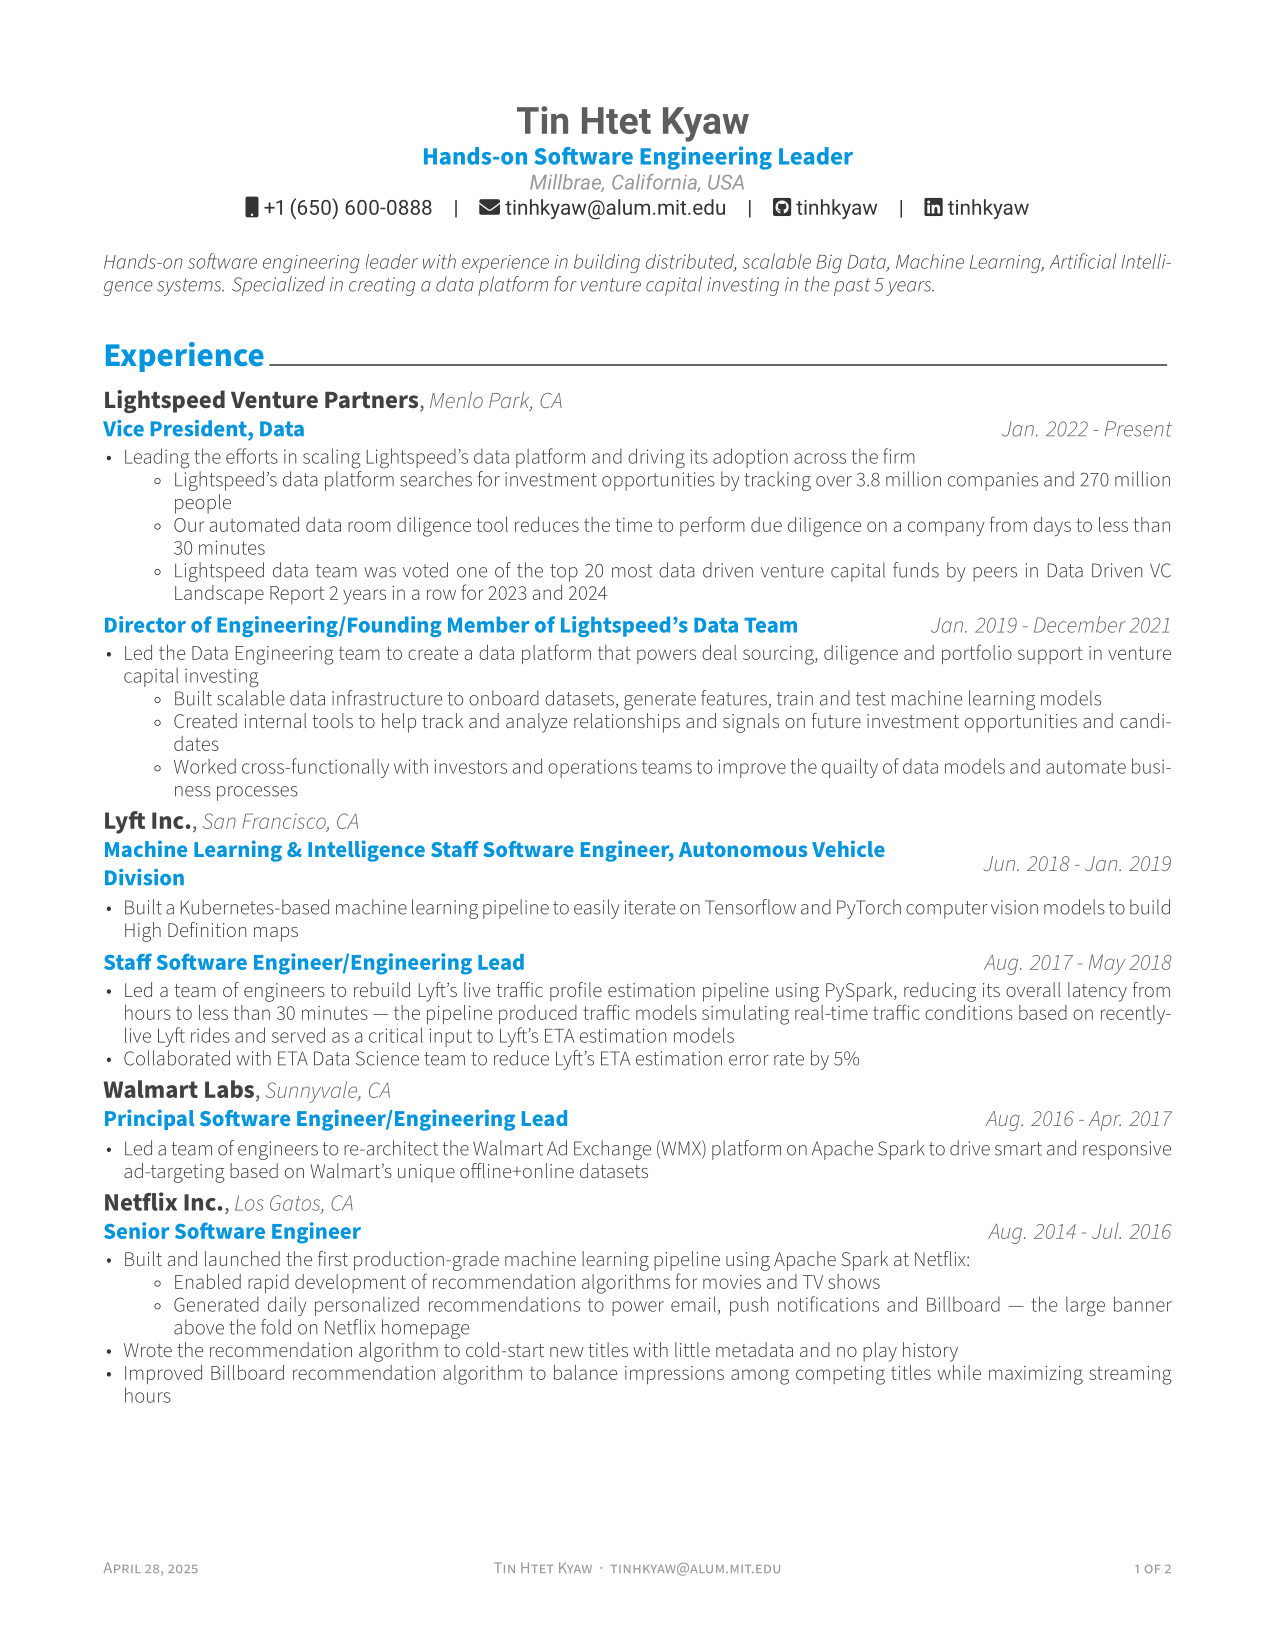 Tin Htet Kyaw
Hands-on Software Engineering Leader
Millbrae, California, USA
+1 (650) 600-0888 | tinhkyaw@alum.mit.edu | tinhkyaw | tinhkyaw
Hands-on software engineering leader with experience in building distributed, scalable Big Data, Machine Learning, Artificial Intelli-
gence systems. Specialized in creating a data platform for venture capital investing in the past 5 years.
Experience
Lightspeed Venture Partners, Menlo Park, CA
Vice President, Data Jan. 2022 - Present
• Leading the efforts in scaling Lightspeed's data platform and driving its adoption across the firm
◦ Lightspeed's data platform searches for investment opportunities by tracking over 3.8 million companies and 270 million
people
◦ Our automated data room diligence tool reduces the time to perform due diligence on a company from days to less than
30 minutes
◦ Lightspeed data team was voted one of the top 20 most data driven venture capital funds by peers in Data Driven VC
Landscape Report 2 years in a row for 2023 and 2024
Director of Engineering/Founding Member of Lightspeed's Data Team Jan. 2019 - December 2021
• Led the Data Engineering team to create a data platform that powers deal sourcing, diligence and portfolio support in venture
capital investing
◦ Built scalable data infrastructure to onboard datasets, generate features, train and test machine learning models
◦ Created internal tools to help track and analyze relationships and signals on future investment opportunities and candi-
dates
◦ Worked cross-functionally with investors and operations teams to improve the quailty of data models and automate busi-
ness processes
Lyft Inc., San Francisco, CA
Machine Learning & Intelligence Staff Software Engineer, Autonomous Vehicle
Division Jun. 2018 - Jan. 2019
• Built a Kubernetes-based machine learning pipeline to easily iterate on Tensorflow and PyTorch computer vision models to build
High Definition maps
Staff Software Engineer/Engineering Lead Aug. 2017 - May 2018
• Led a team of engineers to rebuild Lyft's live traffic profile estimation pipeline using PySpark, reducing its overall latency from
hours to less than 30 minutes — the pipeline produced traffic models simulating real-time traffic conditions based on recently-
live Lyft rides and served as a critical input to Lyft's ETA estimation models
• Collaborated with ETA Data Science team to reduce Lyft's ETA estimation error rate by 5%
Walmart Labs, Sunnyvale, CA
Principal Software Engineer/Engineering Lead Aug. 2016 - Apr. 2017
• Led a team of engineers to re-architect the Walmart Ad Exchange (WMX) platform on Apache Spark to drive smart and responsive
ad-targeting based on Walmart's unique offline+online datasets
Netflix Inc., Los Gatos, CA
Senior Software Engineer Aug. 2014 - Jul. 2016
• Built and launched the first production-grade machine learning pipeline using Apache Spark at Netflix:
◦ Enabled rapid development of recommendation algorithms for movies and TV shows
◦ Generated daily personalized recommendations to power email, push notifications and Billboard — the large banner
above the fold on Netflix homepage
• Wrote the recommendation algorithm to cold-start new titles with little metadata and no play history
• Improved Billboard recommendation algorithm to balance impressions among competing titles while maximizing streaming
hours
April 28, 2025 Tin Htet Kyaw · tinhkyaw@alum.mit.edu 1 of 2